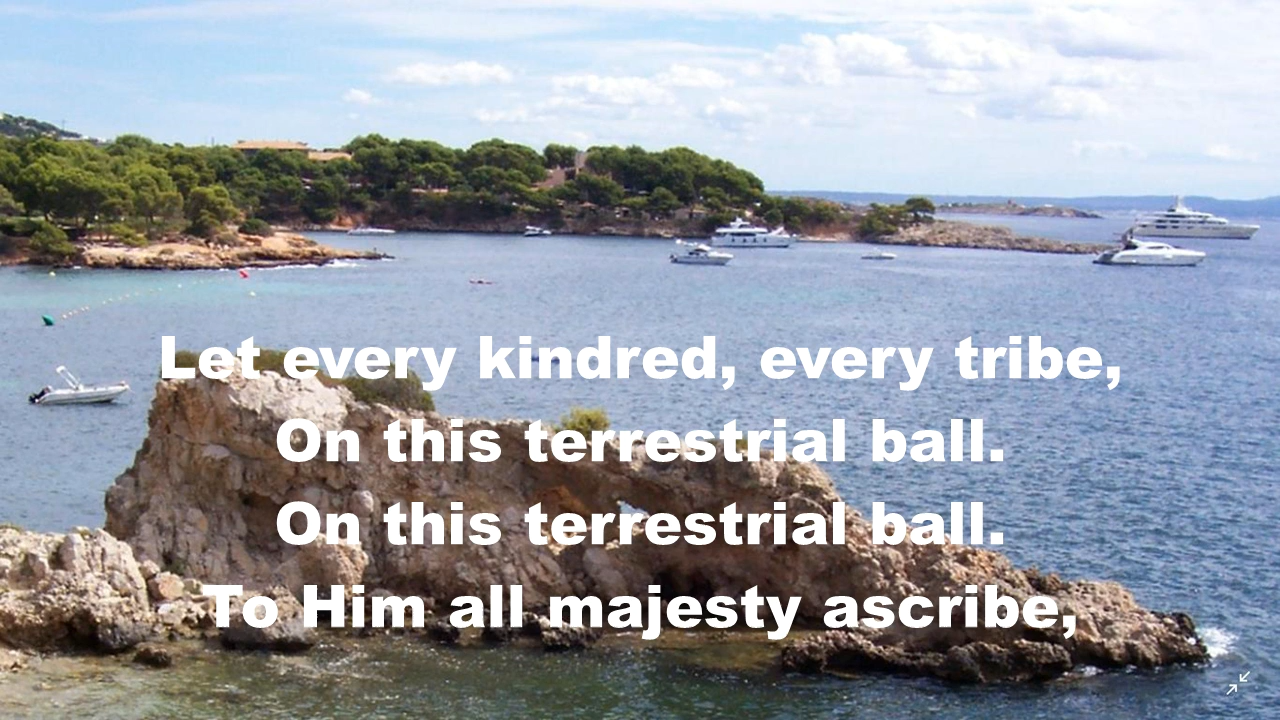 Let every kindred, every tribe,
On this terrestrial ball.
On this terrestrial ball.
To Him all majesty ascribe,